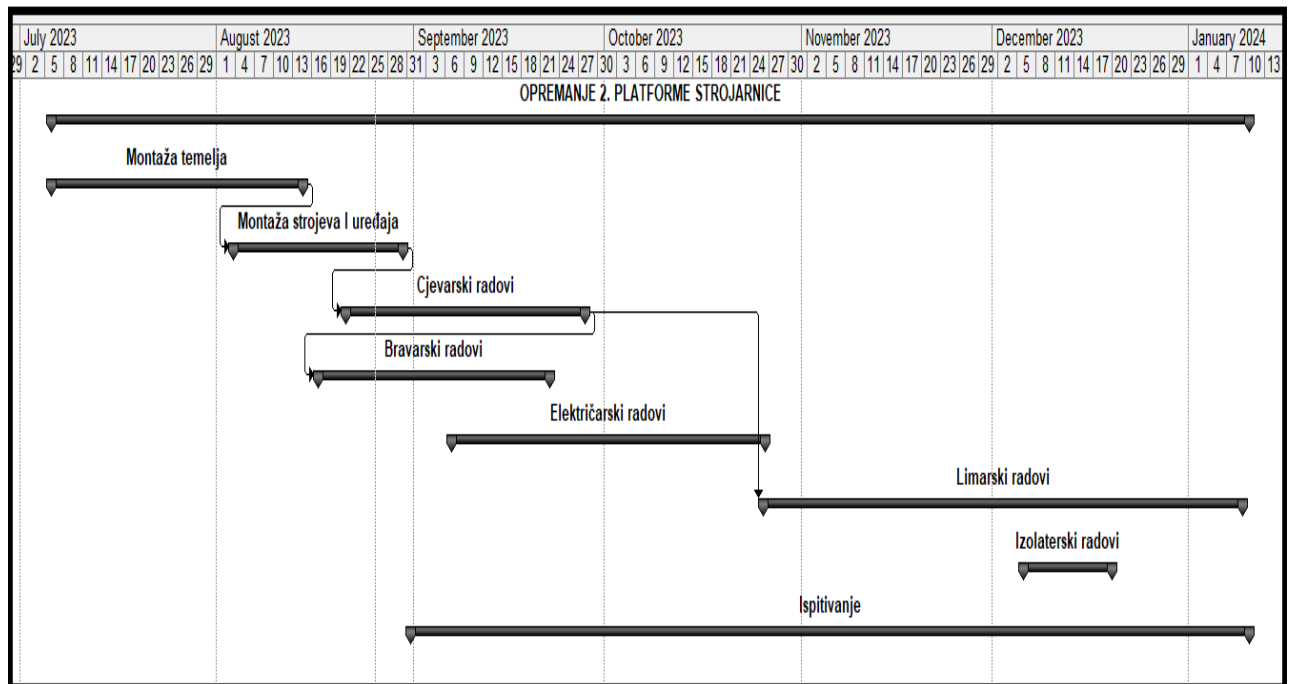 July 2023 August 2023 September 2023 October 2023 November 2023 December 2023 January 2024
29 2 5 8 11 14 17 20 23 26 29 1 4 7 10 13 16 19 22 25 28 31 3 6 9 12 15 18 21 24 27 30 3 6 9 12 15 18 21 24 27 30 2 5 8 11 14 17 20 23 26 29 2 5 8 11 14 17 20 23 26 29 1 4 7 10 13
OPREMANJE 2. PLATFORME STROJARNICE
Montaža temelja
Montaža strojeva I uređaja
Cjevarski radovi
Bravarski radovi
Električarski radovi
Limarski radovi
Izolaterski radovi
Ispitivanje